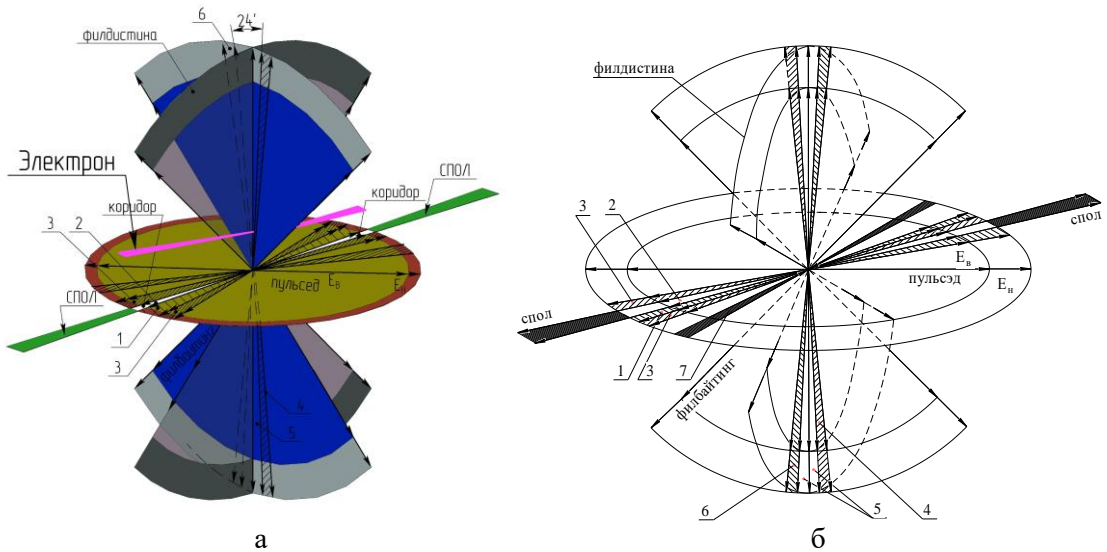 6
24'
филдистина
Электрон
СПОЛ
коридор
коридор
3
2
пульсед
Eв
Eн
СПОЛ
1
3
филбайтинг
4
5
а
филдистина
3
2
спол
Eв
пульсэд
Eн
спол
1
3
7
филбайтинг
6
5
4
б